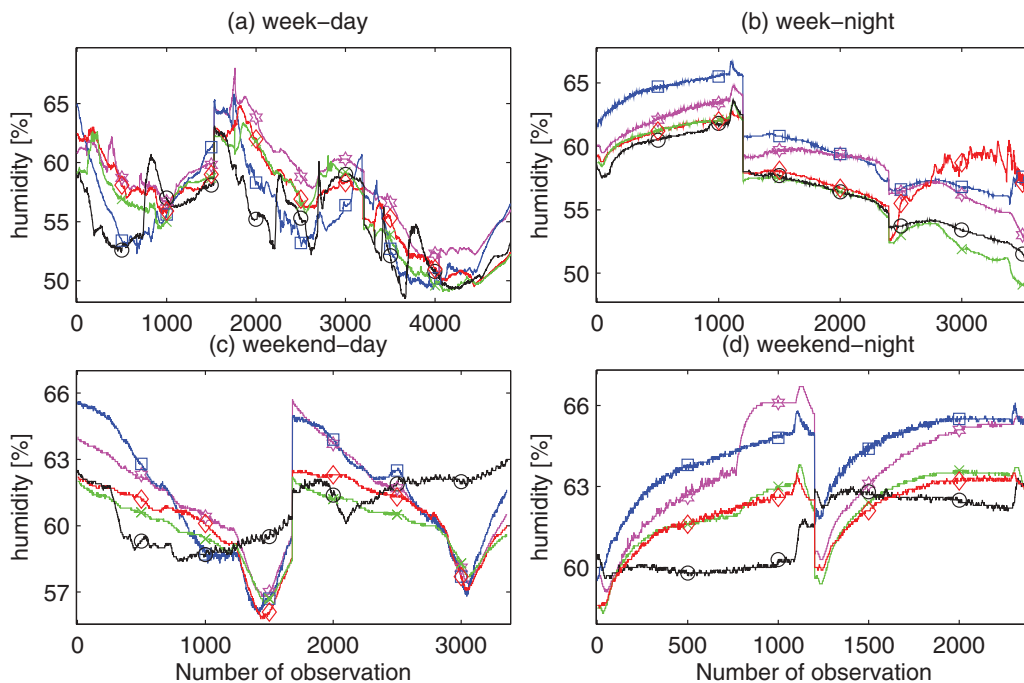 (a) week−day
(b) week−night
humidity [%]
65
60
55
50
0 1000 2000 3000 4000
humidity [%]
65
60
55
50
0 1000 2000 3000
(c) weekend−day
(d) weekend−night
humidity [%]
66
63
60
57
0 1000 2000 3000
Number of observation
humidity [%]
66
63
60
0 500 1000 1500 2000
Number of observation